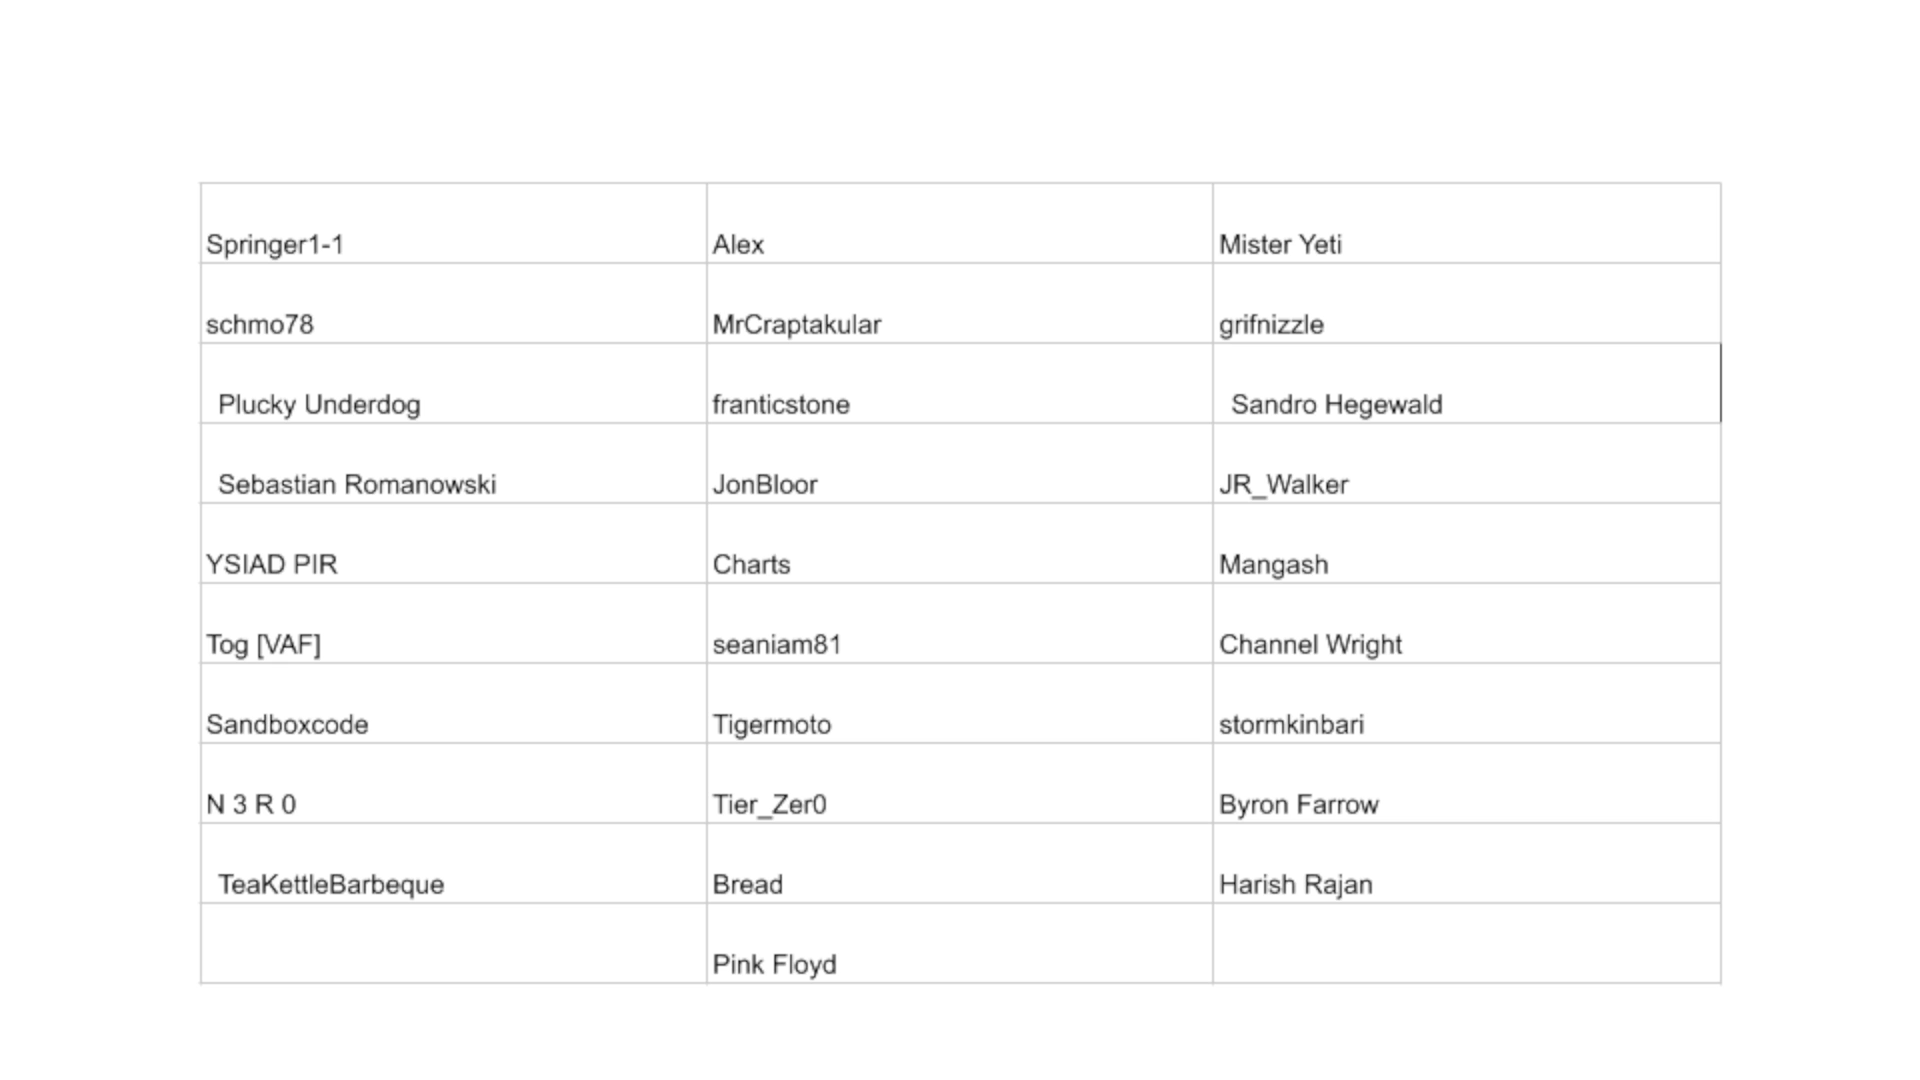 Springer1-1 Alex Mister Yeti
schmo78 MrCraptakular grifnizzle
Plucky Underdog franticstone Sandro Hegewald
Sebastian Romanowski JonBloor JR_Walker
YSIAD PIR Charts Mangash
Tog [VAF] seaniam81 Channel Wright
Sandboxcode Tigermoto stormkinbari
N 3 R 0 Tier_Zer0 Byron Farrow
TeaKettleBarbeque Bread Harish Rajan
Pink Floyd